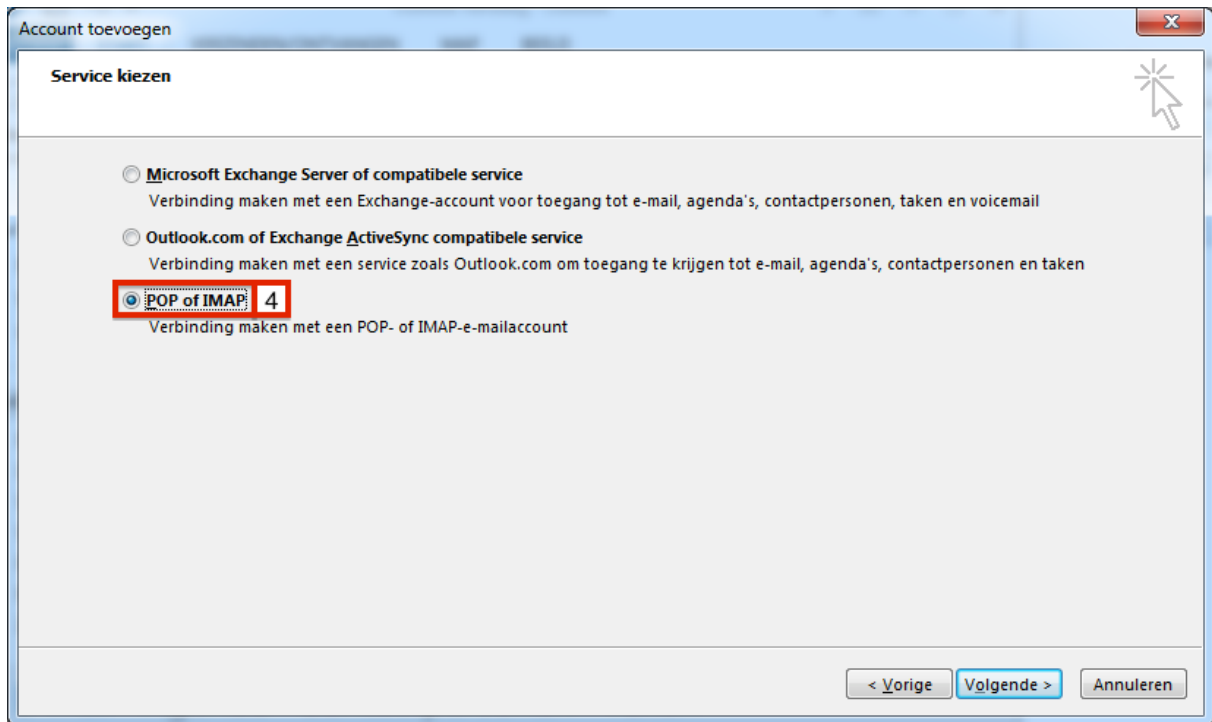 Account toevoegen
Service kiezen
Microsoft Exchange Server of compatibele service
Verbinding maken met een Exchange-account voor toegang tot e-mail, agenda's, contactpersonen, taken en voicemail
Outlook.com of Exchange ActiveSync compatibele service
Verbinding maken met een service zoals Outlook.com om toegang te krijgen tot e-mail, agenda's, contactpersonen en taken
POP of IMAP 4
Verbinding maken met een POP- of IMAP-e-mailaccount
< Vorige Volgende > Annuleren